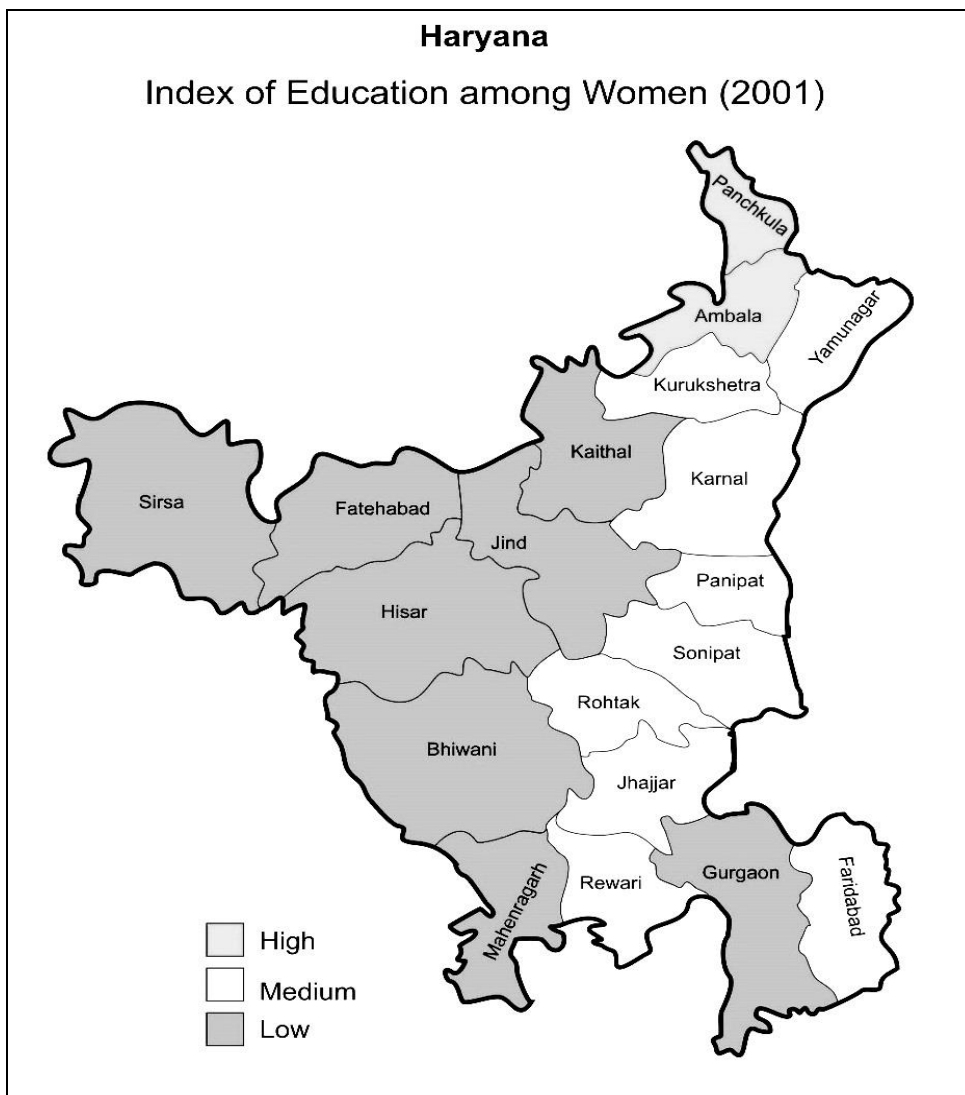 Haryana
Index of Education among Women (2001)
Panchkula
Ambala
Yamunagar
Kurukshetra
Kaithal
Karnal
Sirsa
Fatehabad
Jind
Panipat
Hisar
Sonipat
Rohtak
Bhiwani
Jhajjar
Gurgaon
Rewari
Faridabad
Mahenragarh
High
Medium
Low